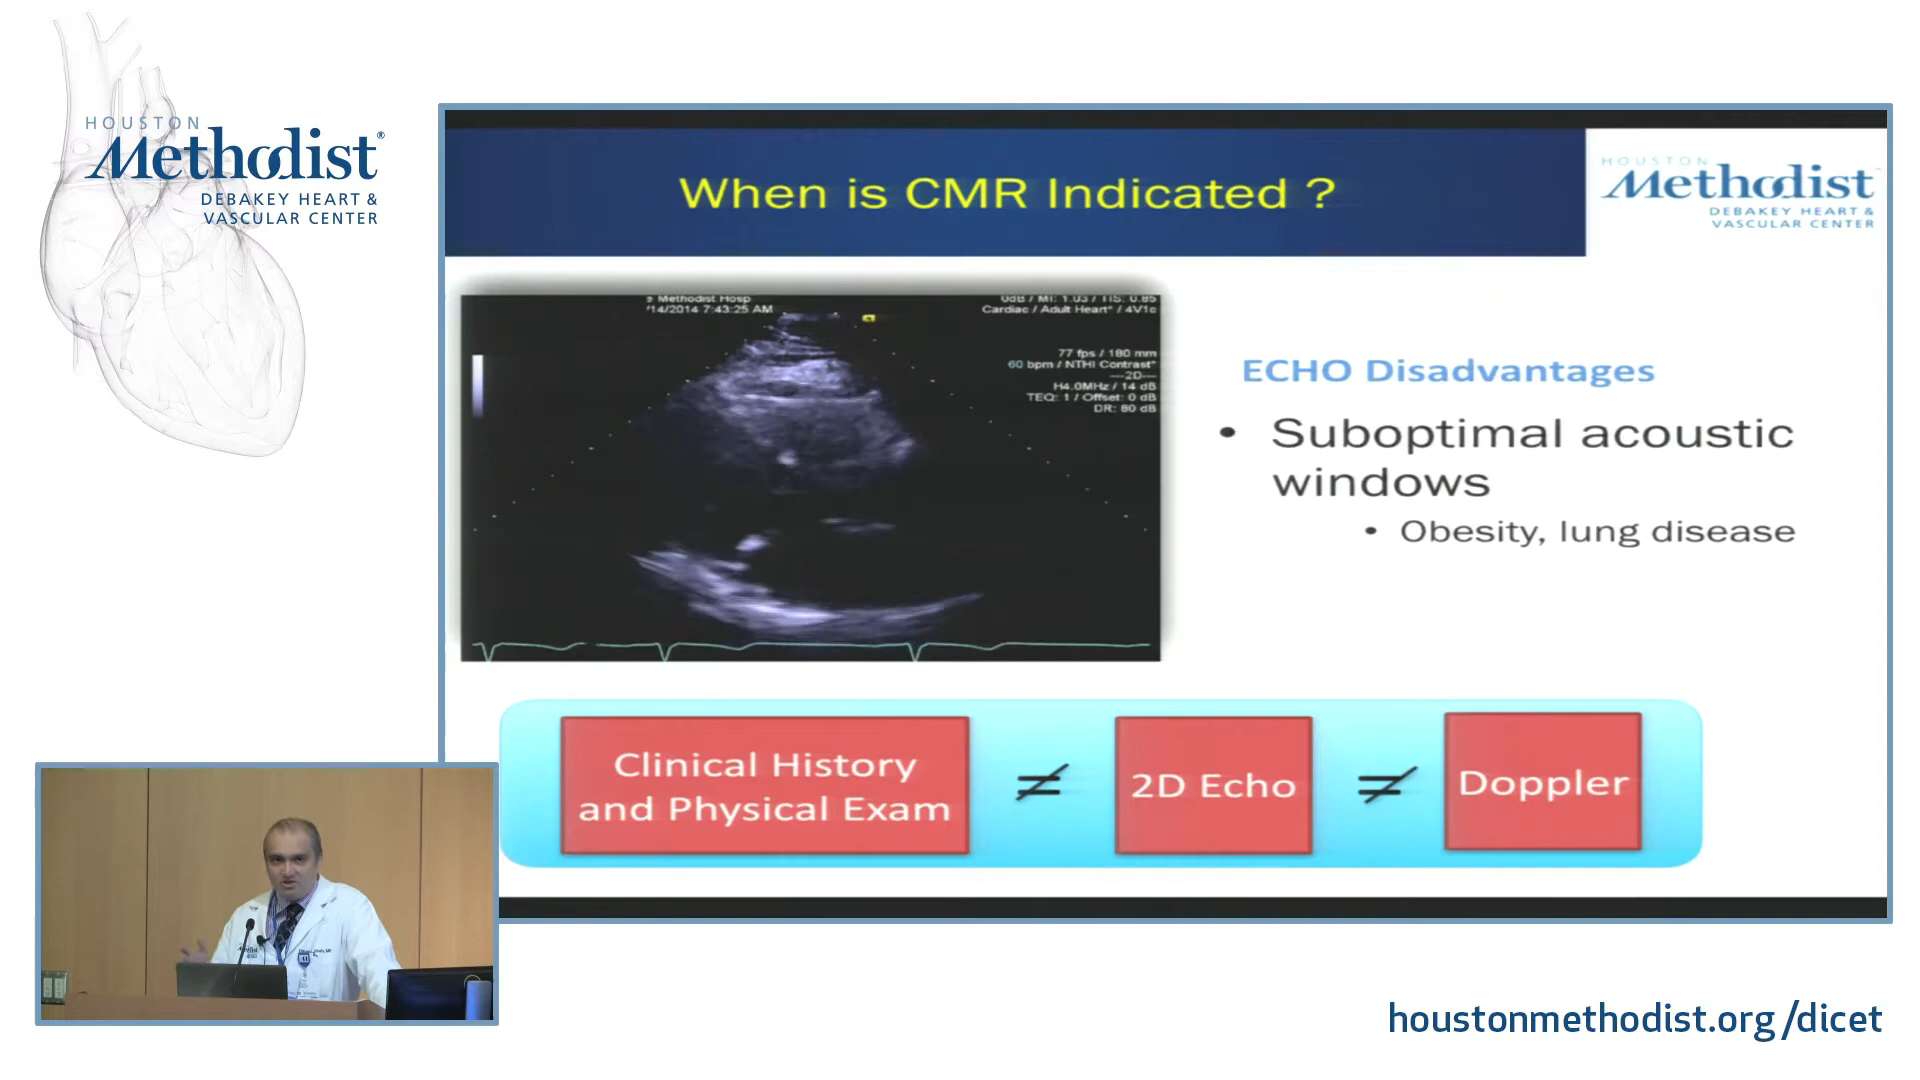 HOUSTON
Methodist®
DEBAKEY HEART &
VASCULAR CENTER
When is CMR Indicated ?
HOUSTON
Methodist
DEBAKEY HEART &
VASCULAR CENTER
Methodist Hosp
/14/2014 7:43:25 AM
0dB / MI: 1.03 / TIS: 0.85
Cardiac / Adult Heart* / 4V1c
77 fps / 180 mm
60 bpm / NTHI Contrast*
---2D---
H4.0MHz / 14 dB
TEQ: 1 / Offset: 0 dB
DR: 80 dB
ECHO Disadvantages
• Suboptimal acoustic
windows
• Obesity, lung disease
Clinical History
and Physical Exam
≠
2D Echo
≠
Doppler
houstonmethodist.org/dicet